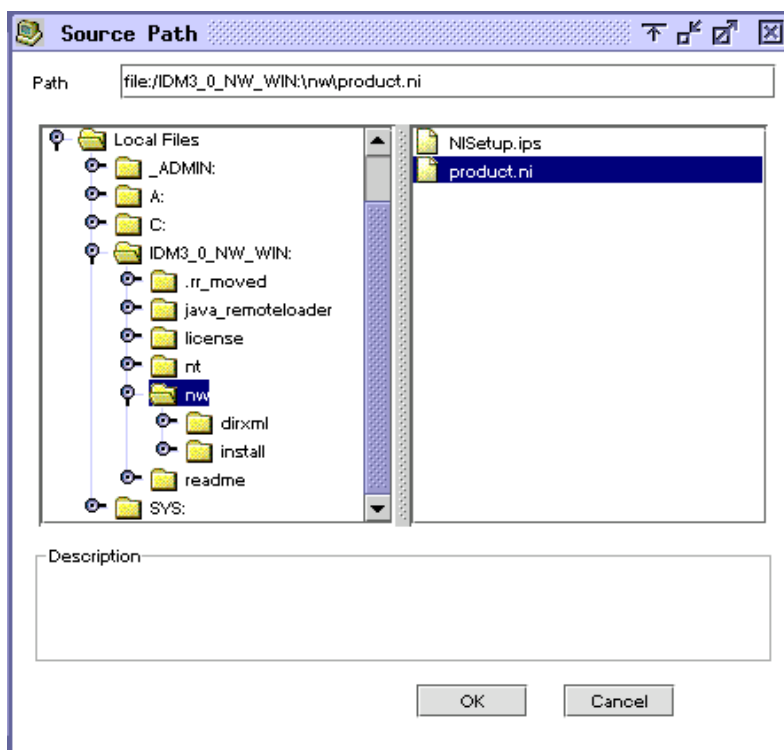 Source Path
Path file:/IDM3_0_NW_WIN:\nw\product.ni
Local Files
_ADMIN:
A:
C:
IDM3_0_NW_WIN:
.rr_moved
java_remoteloader
license
nt
nw
dirxml
install
readme
SYS:
NISetup.ips
product.ni
Description
OK Cancel